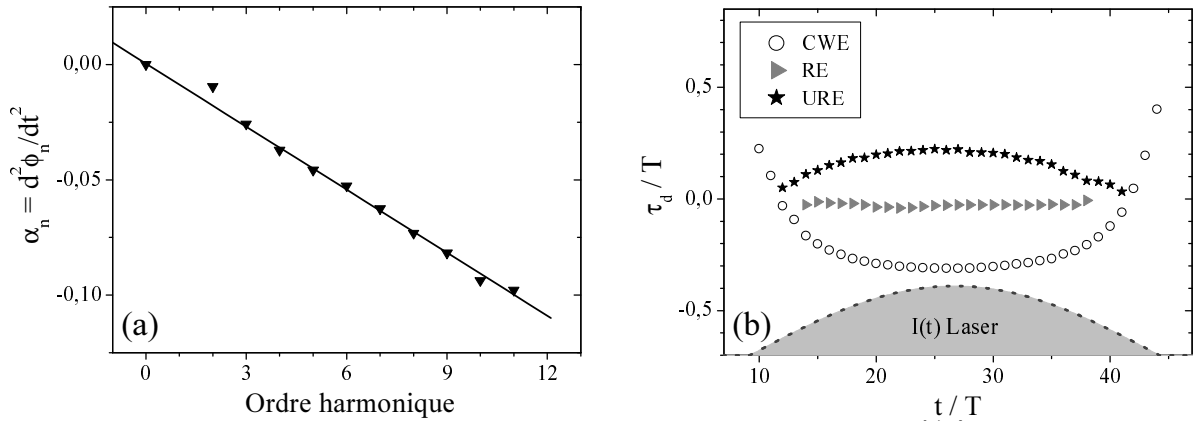 0,00
-0,05
-0,10
α_n = d²ϕ_n/dt²
(a)
0 3 6 9 12
Ordre harmonique
CWE
RE
URE
0,5
0,0
-0,5
τ_d / T
I(t) Laser
(b)
10 20 30 40
t / T